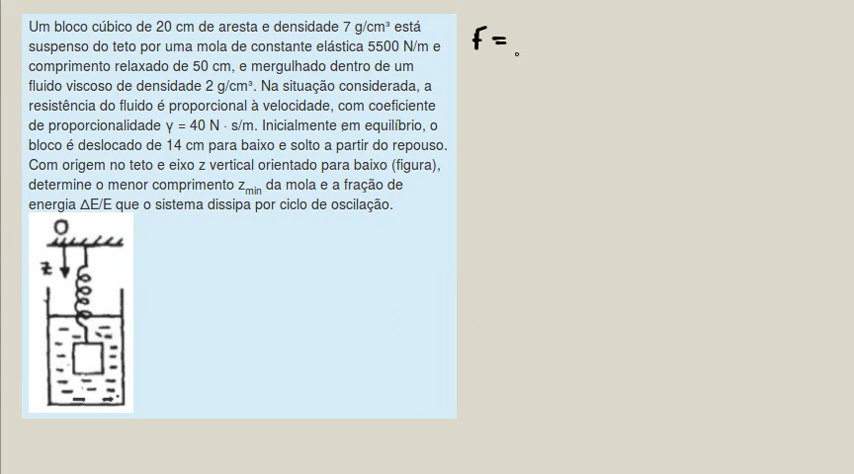 Um bloco cúbico de 20 cm de aresta e densidade 7 g/cm³ está
suspenso do teto por uma mola de constante elástica 5500 N/m e
comprimento relaxado de 50 cm, e mergulhado dentro de um
fluido viscoso de densidade 2 g/cm³. Na situação considerada, a
resistência do fluido é proporcional à velocidade, com coeficiente
de proporcionalidade γ = 40 N · s/m. Inicialmente em equilíbrio, o
bloco é deslocado de 14 cm para baixo e solto a partir do repouso.
Com origem no teto e eixo z vertical orientado para baixo (figura),
determine o menor comprimento z_min da mola e a fração de
energia ΔE/E que o sistema dissipa por ciclo de oscilação.
O
z
f =